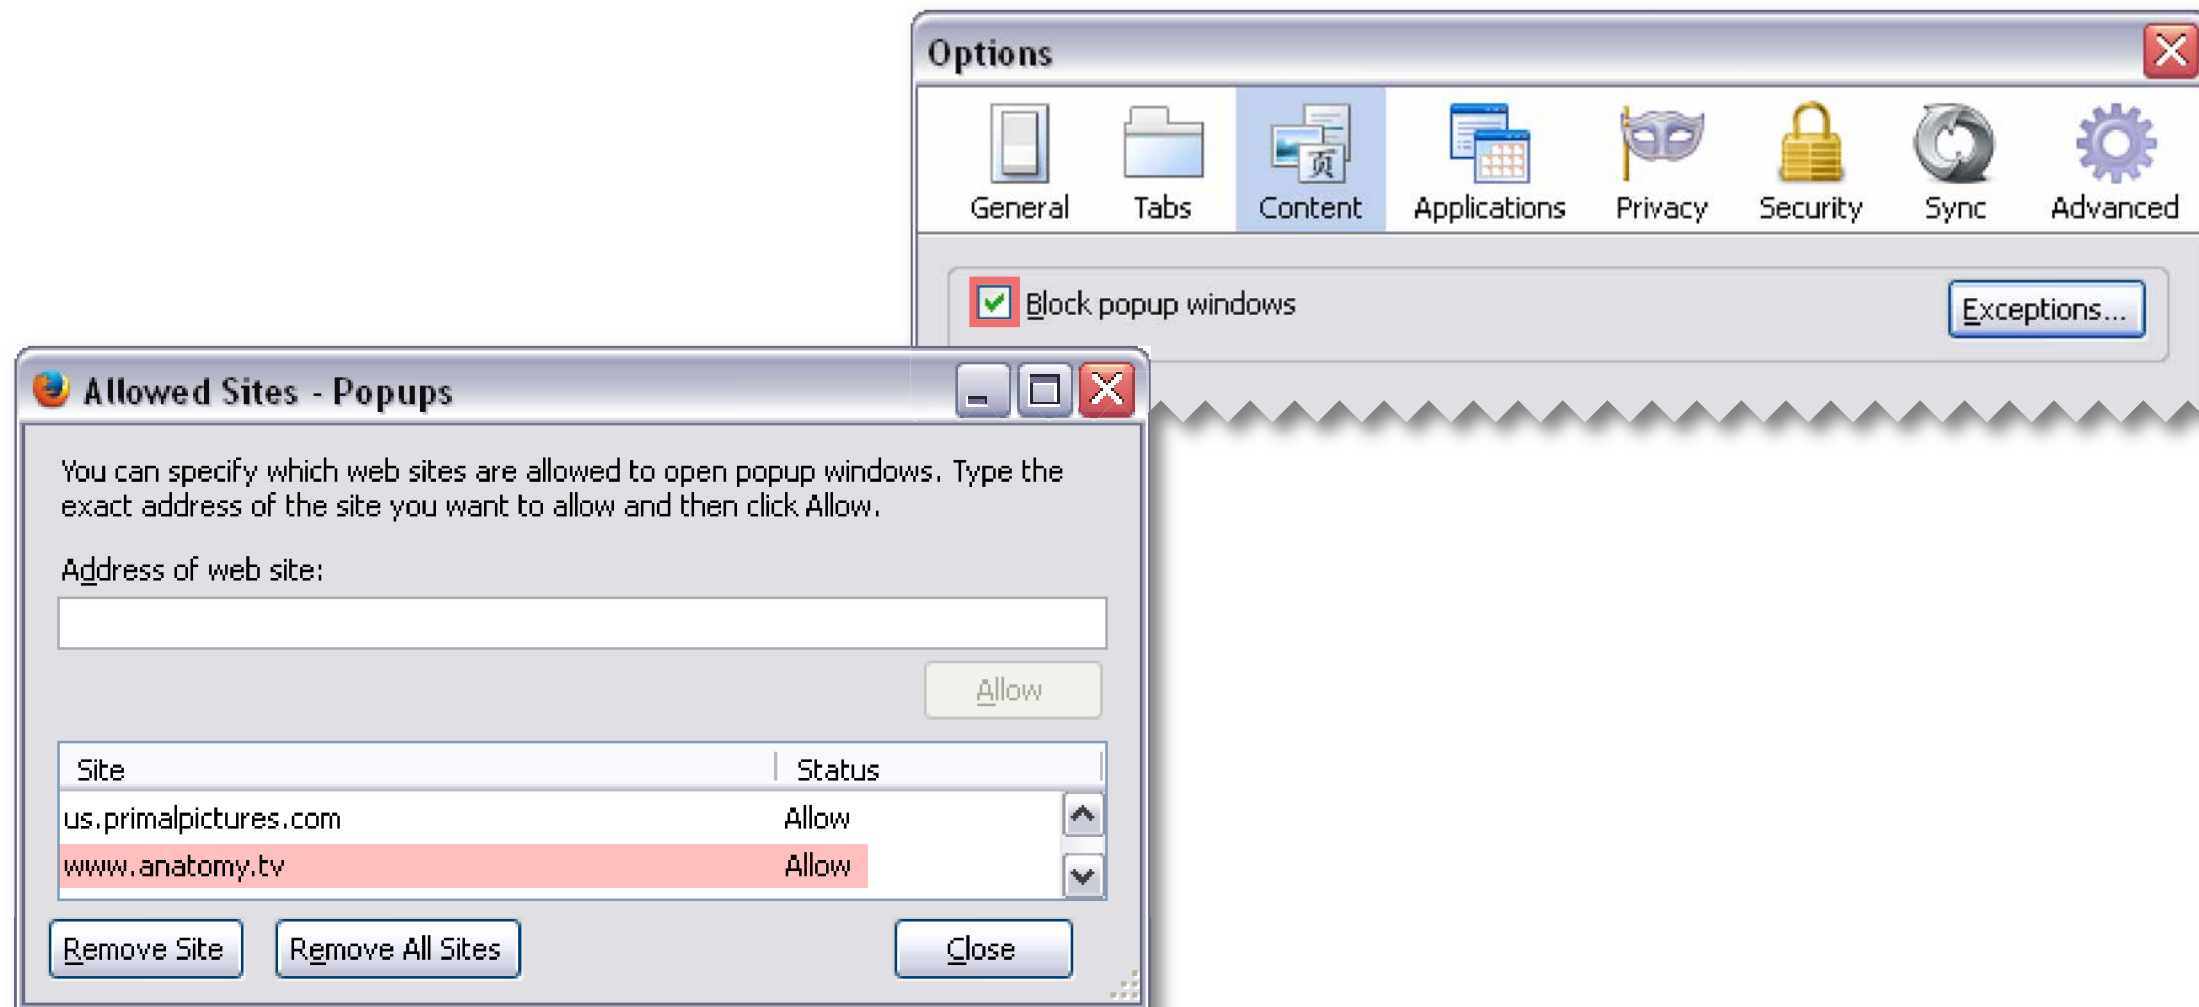 Options
页
General Tabs Content Applications Privacy Security Sync Advanced
Block popup windows
Exceptions...
Allowed Sites - Popups
You can specify which web sites are allowed to open popup windows. Type the
exact address of the site you want to allow and then click Allow.
Address of web site:
Allow
Site Status
us.primalpictures.com Allow
www.anatomy.tv Allow
Remove Site Remove All Sites Close